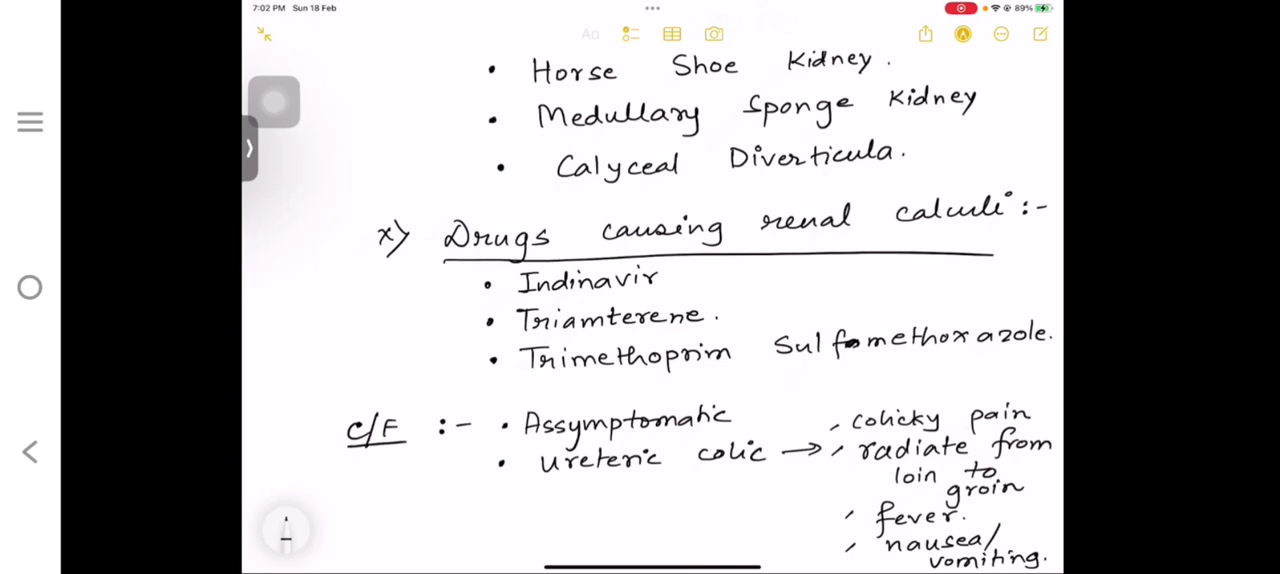 7:02 PM Sun 18 Feb
89%
Aa
• Horse Shoe Kidney.
• Medullary Sponge Kidney
• Calyceal Diverticula.
x) Drugs causing renal calculi :-
• Indinavir
• Triamterene.
• Trimethoprim Sulfamethoxazole.
C/F :- • Assymptomatic
• Ureteric colic → , colicky pain
, radiate from
loin to
groin
, fever.
, nausea/
vomiting.